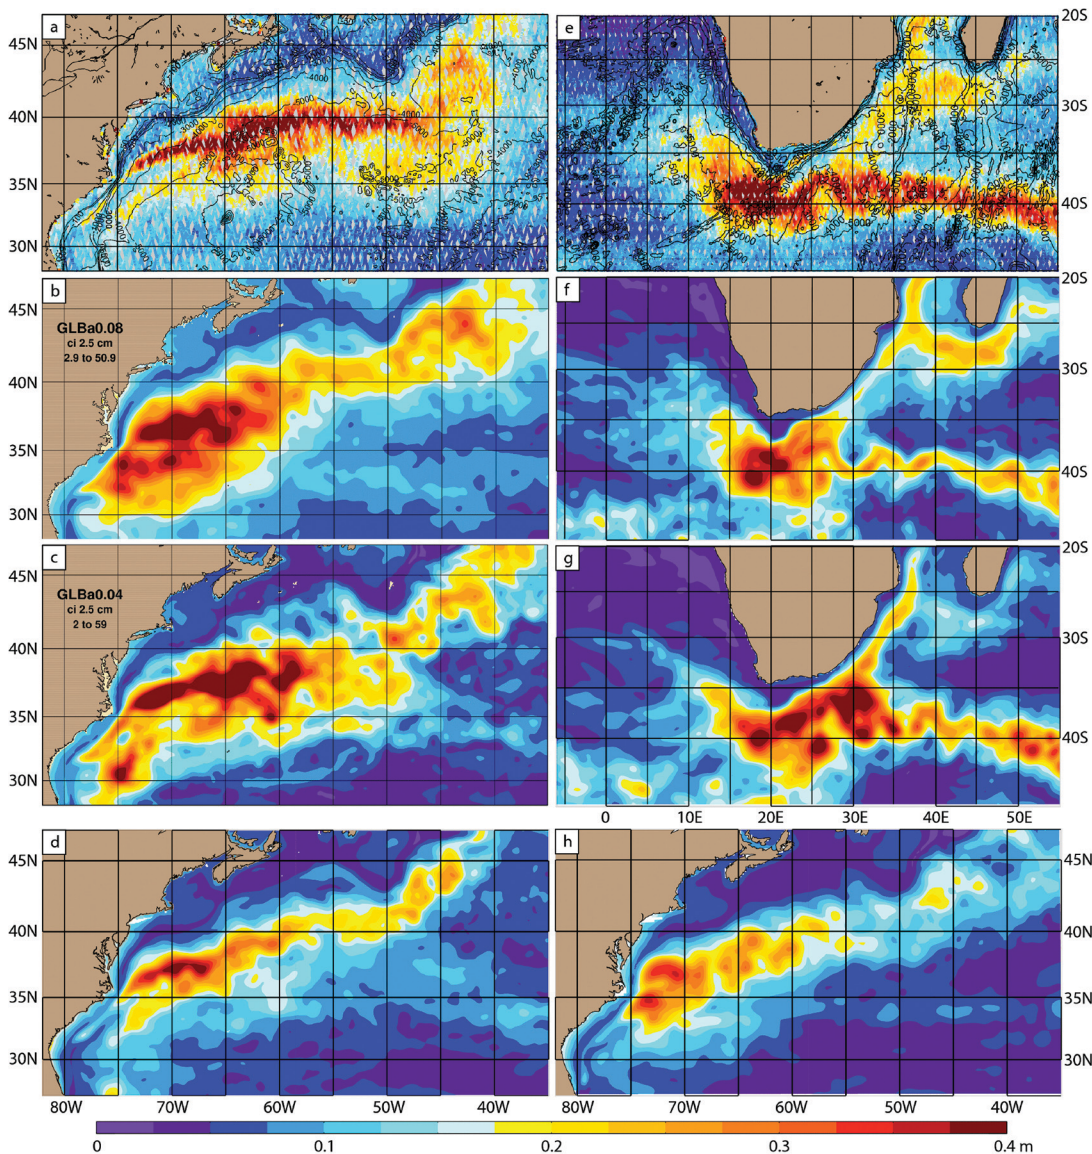 a
45N
40N
35N
30N
e
20S
30S
40S
b
GLBa0.08
ci 2.5 cm
2.9 to 50.9
45N
40N
35N
30N
f
20S
30S
40S
c
GLBa0.04
ci 2.5 cm
2 to 59
45N
40N
35N
30N
g
20S
30S
40S
0 10E 20E 30E 40E 50E
d
45N
40N
35N
30N
80W 70W 60W 50W 40W
h
45N
40N
35N
30N
80W 70W 60W 50W 40W
0 0.1 0.2 0.3 0.4 m